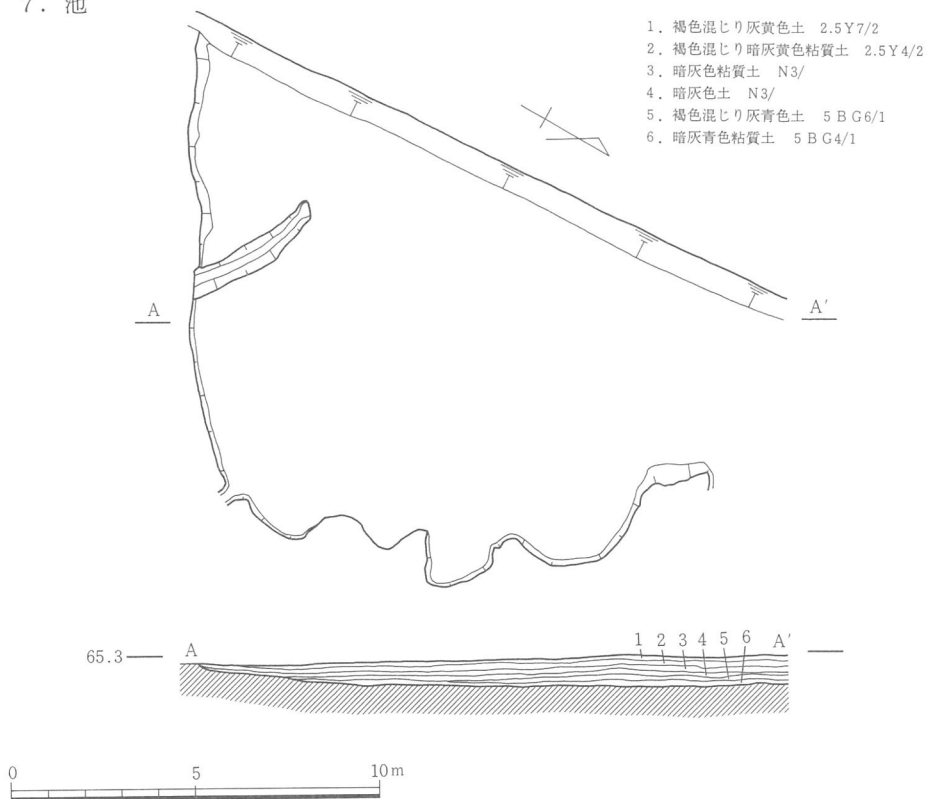 7. 池
1. 褐色混じり灰黄色土 2.5Y7/2
2. 褐色混じり暗灰黄色粘質土 2.5Y4/2
3. 暗灰色粘質土 N3/
4. 暗灰色土 N3/
5. 褐色混じり灰青色土 5BG6/1
6. 暗灰青色粘質土 5BG4/1
A A′
65.3 A 1 2 3 4 5 6 A′
0 5 10m